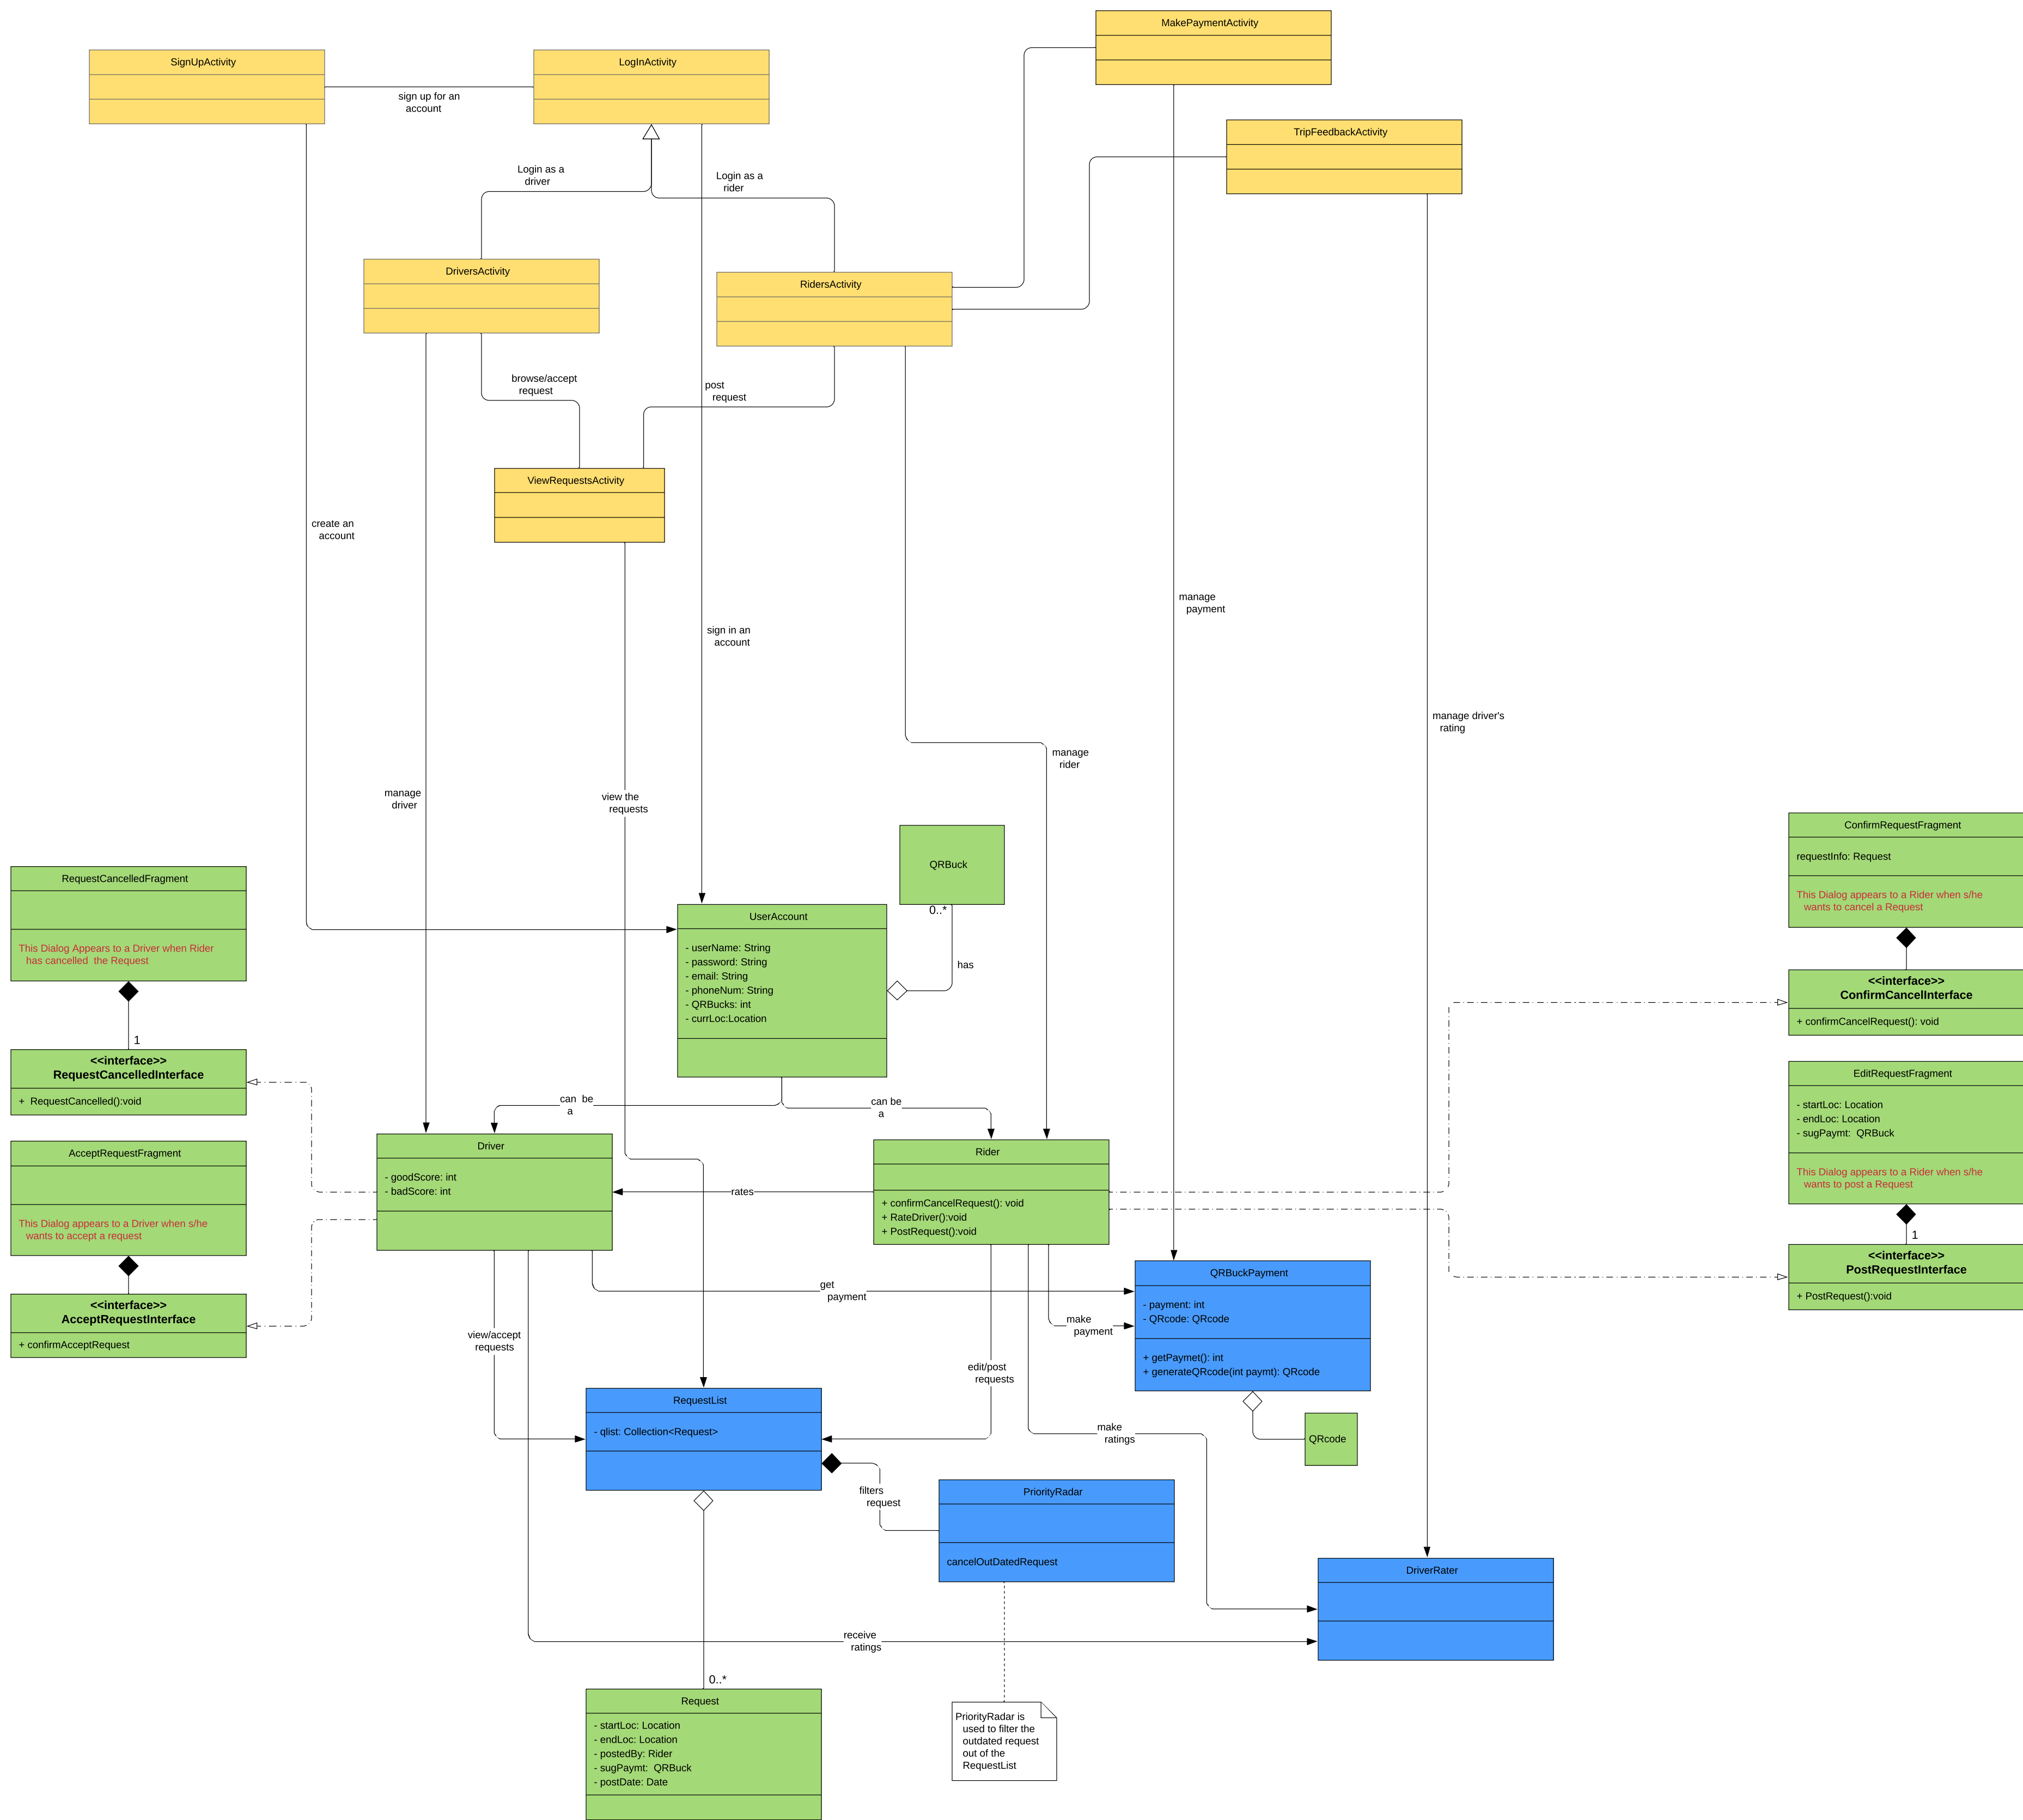 MakePaymentActivity
SignUpActivity
LogInActivity
sign up for an
account
TripFeedbackActivity
Login as a
driver
Login as a
rider
DriversActivity
RidersActivity
browse/accept
request
post
request
ViewRequestsActivity
create an
account
manage
payment
sign in an
account
manage driver's
rating
manage
rider
manage
driver
view the
requests
QRBuck
0..*
has
ConfirmRequestFragment
requestInfo: Request
This Dialog appears to a Rider when s/he
wants to cancel a Request
RequestCancelledFragment
This Dialog Appears to a Driver when Rider
has cancelled  the Request
1
UserAccount
- userName: String
- password: String
- email: String
- phoneNum: String
- QRBucks: int
- currLoc:Location
<<interface>>
ConfirmCancelInterface
+ confirmCancelRequest(): void
<<interface>>
RequestCancelledInterface
+  RequestCancelled():void
EditRequestFragment
- startLoc: Location
- endLoc: Location
- sugPaymt:  QRBuck
This Dialog appears to a Rider when s/he
wants to post a Request
1
can  be
a
can be
a
AcceptRequestFragment
This Dialog appears to a Driver when s/he
wants to accept a request
Driver
- goodScore: int
- badScore: int
rates
Rider
+ confirmCancelRequest(): void
+ RateDriver():void
+ PostRequest():void
<<interface>>
PostRequestInterface
+ PostRequest():void
<<interface>>
AcceptRequestInterface
+ confirmAcceptRequest
get
payment
make
payment
QRBuckPayment
- payment: int
- QRcode: QRcode
+ getPaymet(): int
+ generateQRcode(int paymt): QRcode
view/accept
requests
edit/post
requests
RequestList
- qlist: Collection<Request>
make
ratings
QRcode
filters
request
PriorityRadar
cancelOutDatedRequest
DriverRater
receive
ratings
0..*
Request
- startLoc: Location
- endLoc: Location
- postedBy: Rider
- sugPaymt:  QRBuck
- postDate: Date
PriorityRadar is
used to filter the
outdated request
out of the
RequestList